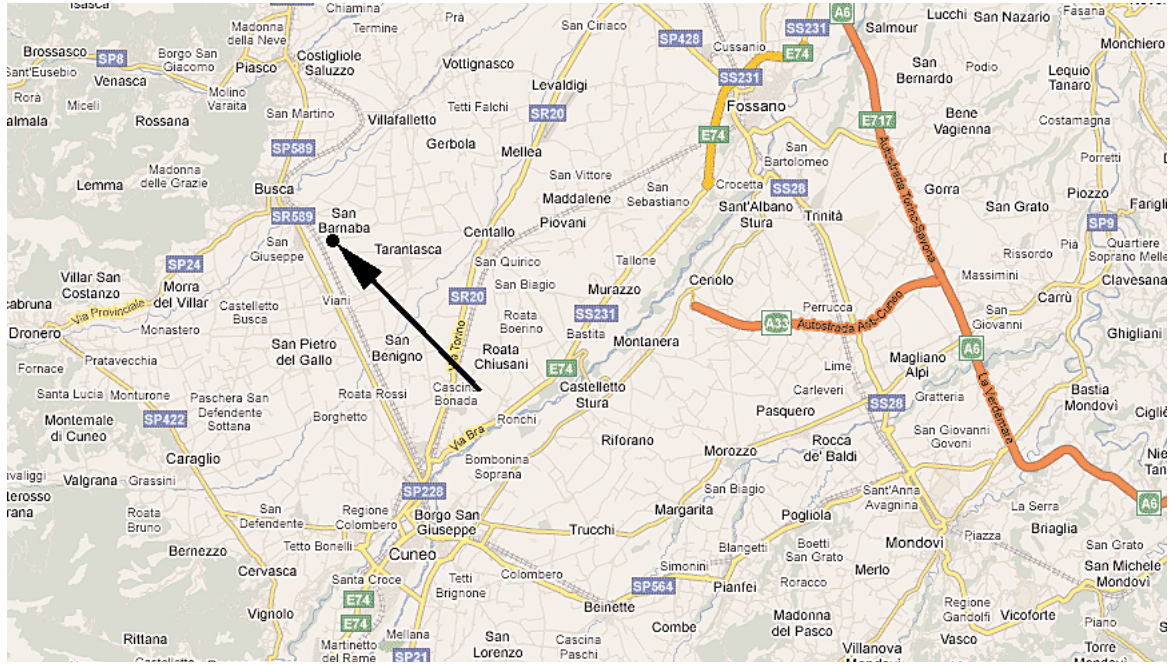 Isasca
Chiamina
Prà
San Ciriaco
A6
Salmour
Lucchi
San Nazario
Fasana
Madonna
della Neve
Termine
SP428
Cussanio
SS231
E74
Monchiero
Brossasco
SP8
Borgo San
Giacomo
Costigliole
Saluzzo
Vottignasco
San
Bernardo
Podio
Sant'Eusebio
Venasca
Piasco
Levaldigi
SS231
Lequio
Tanaro
Rorà
Miceli
Molino
Varaita
Tetti Falchi
Fossano
Rossana
San Martino
Villafalletto
SR20
E74
E717
Bene
Vagienna
Costamagna
SP589
Gerbola
Mellea
San
Bartolomeo
Porretti
Lemma
Madonna
delle Grazie
Busca
San Vittore
Maddalene
San
Sebastiano
Crocetta
SS28
Gorra
Piozzo
SR589
San
Barnaba
Piovani
Sant'Albano
Stura
Trinità
Autostrada Torino-Savona
San Grato
SP9
San
Giuseppe
Tarantasca
Centallo
Quartiere
Soprano
Pià
Rissordo
SP24
San Quirico
Tallone
Villar San
Costanzo
Morra
del Villar
San Biagio
Murazzo
Ceriolo
Massimini
Carrù
Clavesana
Via Provinciale
Castelletto
Busca
Viani
SR20
SS231
Perrucca
San
Giovanni
Dronero
Monastero
Roata
Boerino
Bastita
Montanera
A33
Autostrada Asti-Cuneo
Ghigliani
Pratavecchia
San Pietro
del Gallo
San
Benigno
Via Torino
Roata
Chiusani
A6
Fornace
E74
Magliano
Alpi
Lime
La Verdemare
Santa Lucia
Monturone
Paschera San
Defendente
Sottana
Roata Rossi
Cascina
Bonada
Castelletto
Stura
Carleveri
Gratteria
Bastia
Mondovì
Montemale
di Cuneo
SP422
Borghetto
Ronchi
Pasquero
SS28
Via Bra
Riforano
Rocca
de' Baldi
San Giovanni
Govoni
Caraglio
Bombonina
Soprana
Morozzo
Valgrana
Grassini
SP228
San Biagio
Sant'Anna
Avagnina
A6
Roata
Bruno
San
Defendente
Regione
Colombero
Borgo San
Giuseppe
Margarita
Pogliola
La Serra
Briaglia
Bernezzo
Tetto Bonelli
Cuneo
Trucchi
Blangetti
Boetti
San Grato
Mondovì
Piazza
San Grato
Cervasca
Santa Croce
Tetti
Brignone
Colombero
Simonini
SP564
Pianfei
Roracco
Merlo
San Michele
Mondovì
Vignolo
E74
E74
Beinette
Combe
Madonna
del Pasco
Regione
Gandolfi
Vicoforte
Piano
Rittana
Martinetto
del Ramè
Mellana
SP21
San
Lorenzo
Cascina
Paschi
Villanova
Vasco
Torre